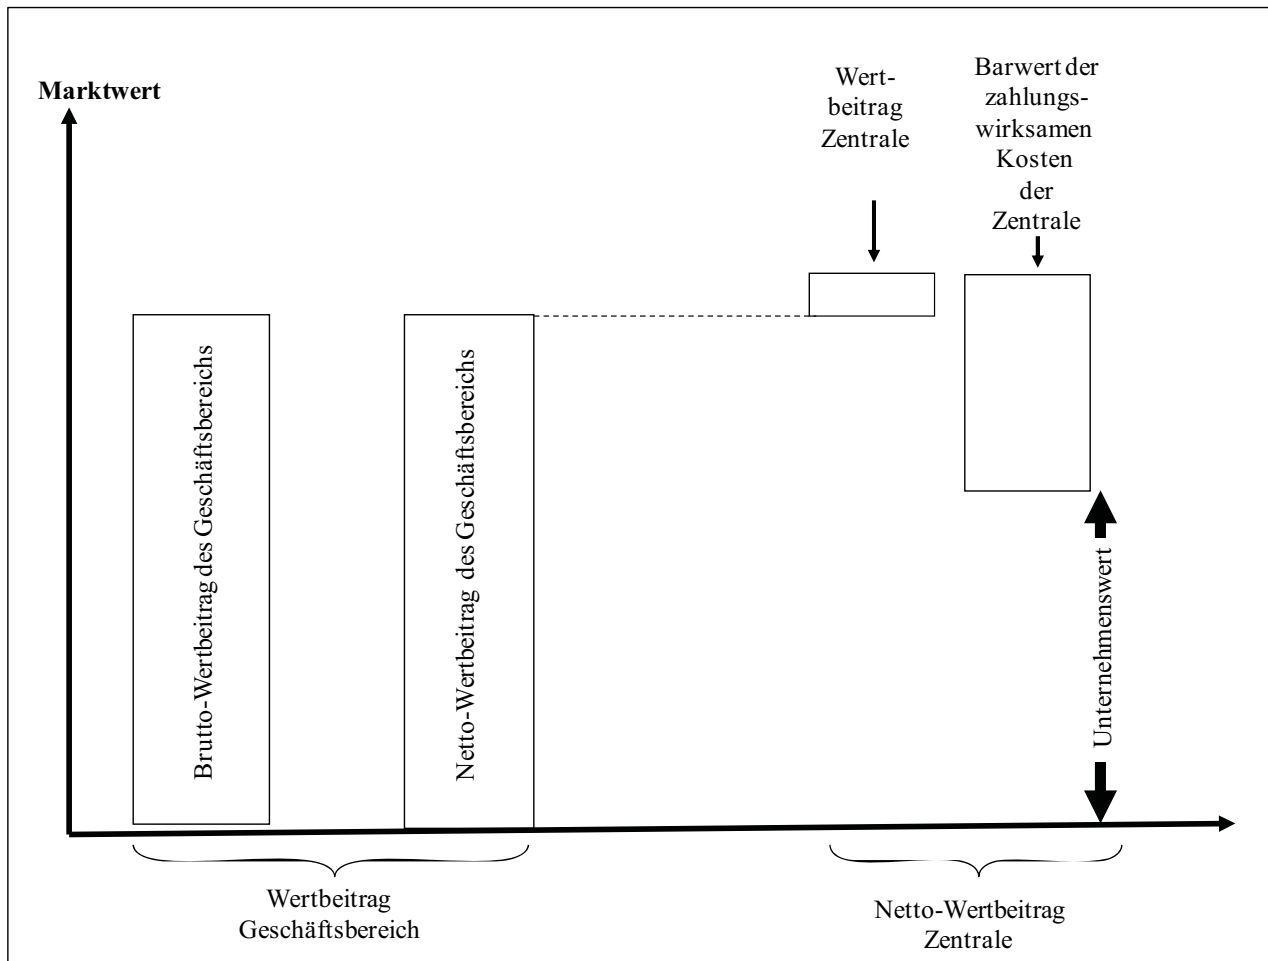 Marktwert
Wert-
beitrag
Zentrale
Barwert der
zahlungs-
wirksamen
Kosten
der
Zentrale
Brutto-Wertbeitrag des Geschäftsbereichs
Netto-Wertbeitrag des Geschäftsbereichs
Unternehmenswert
Wertbeitrag
Geschäftsbereich
Netto-Wertbeitrag
Zentrale